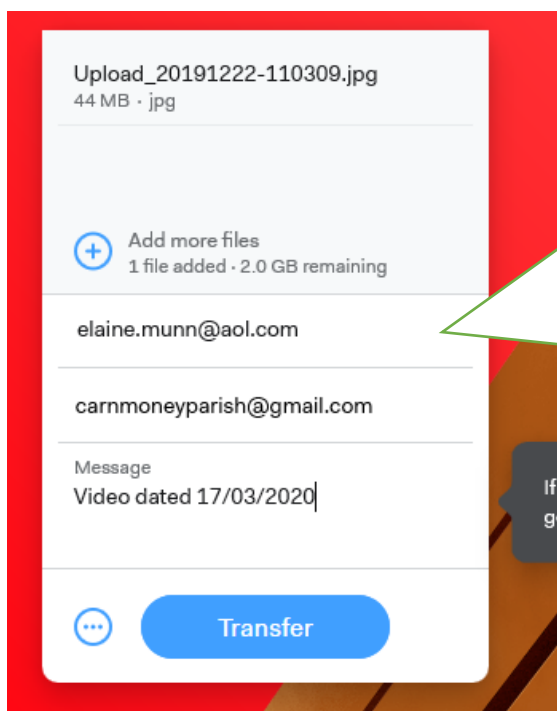 Upload_20191222-110309.jpg
44 MB · jpg
Add more files
1 file added · 2.0 GB remaining
elaine.munn@aol.com
carnmoneyparish@gmail.com
Message
Video dated 17/03/2020
If
Transfer